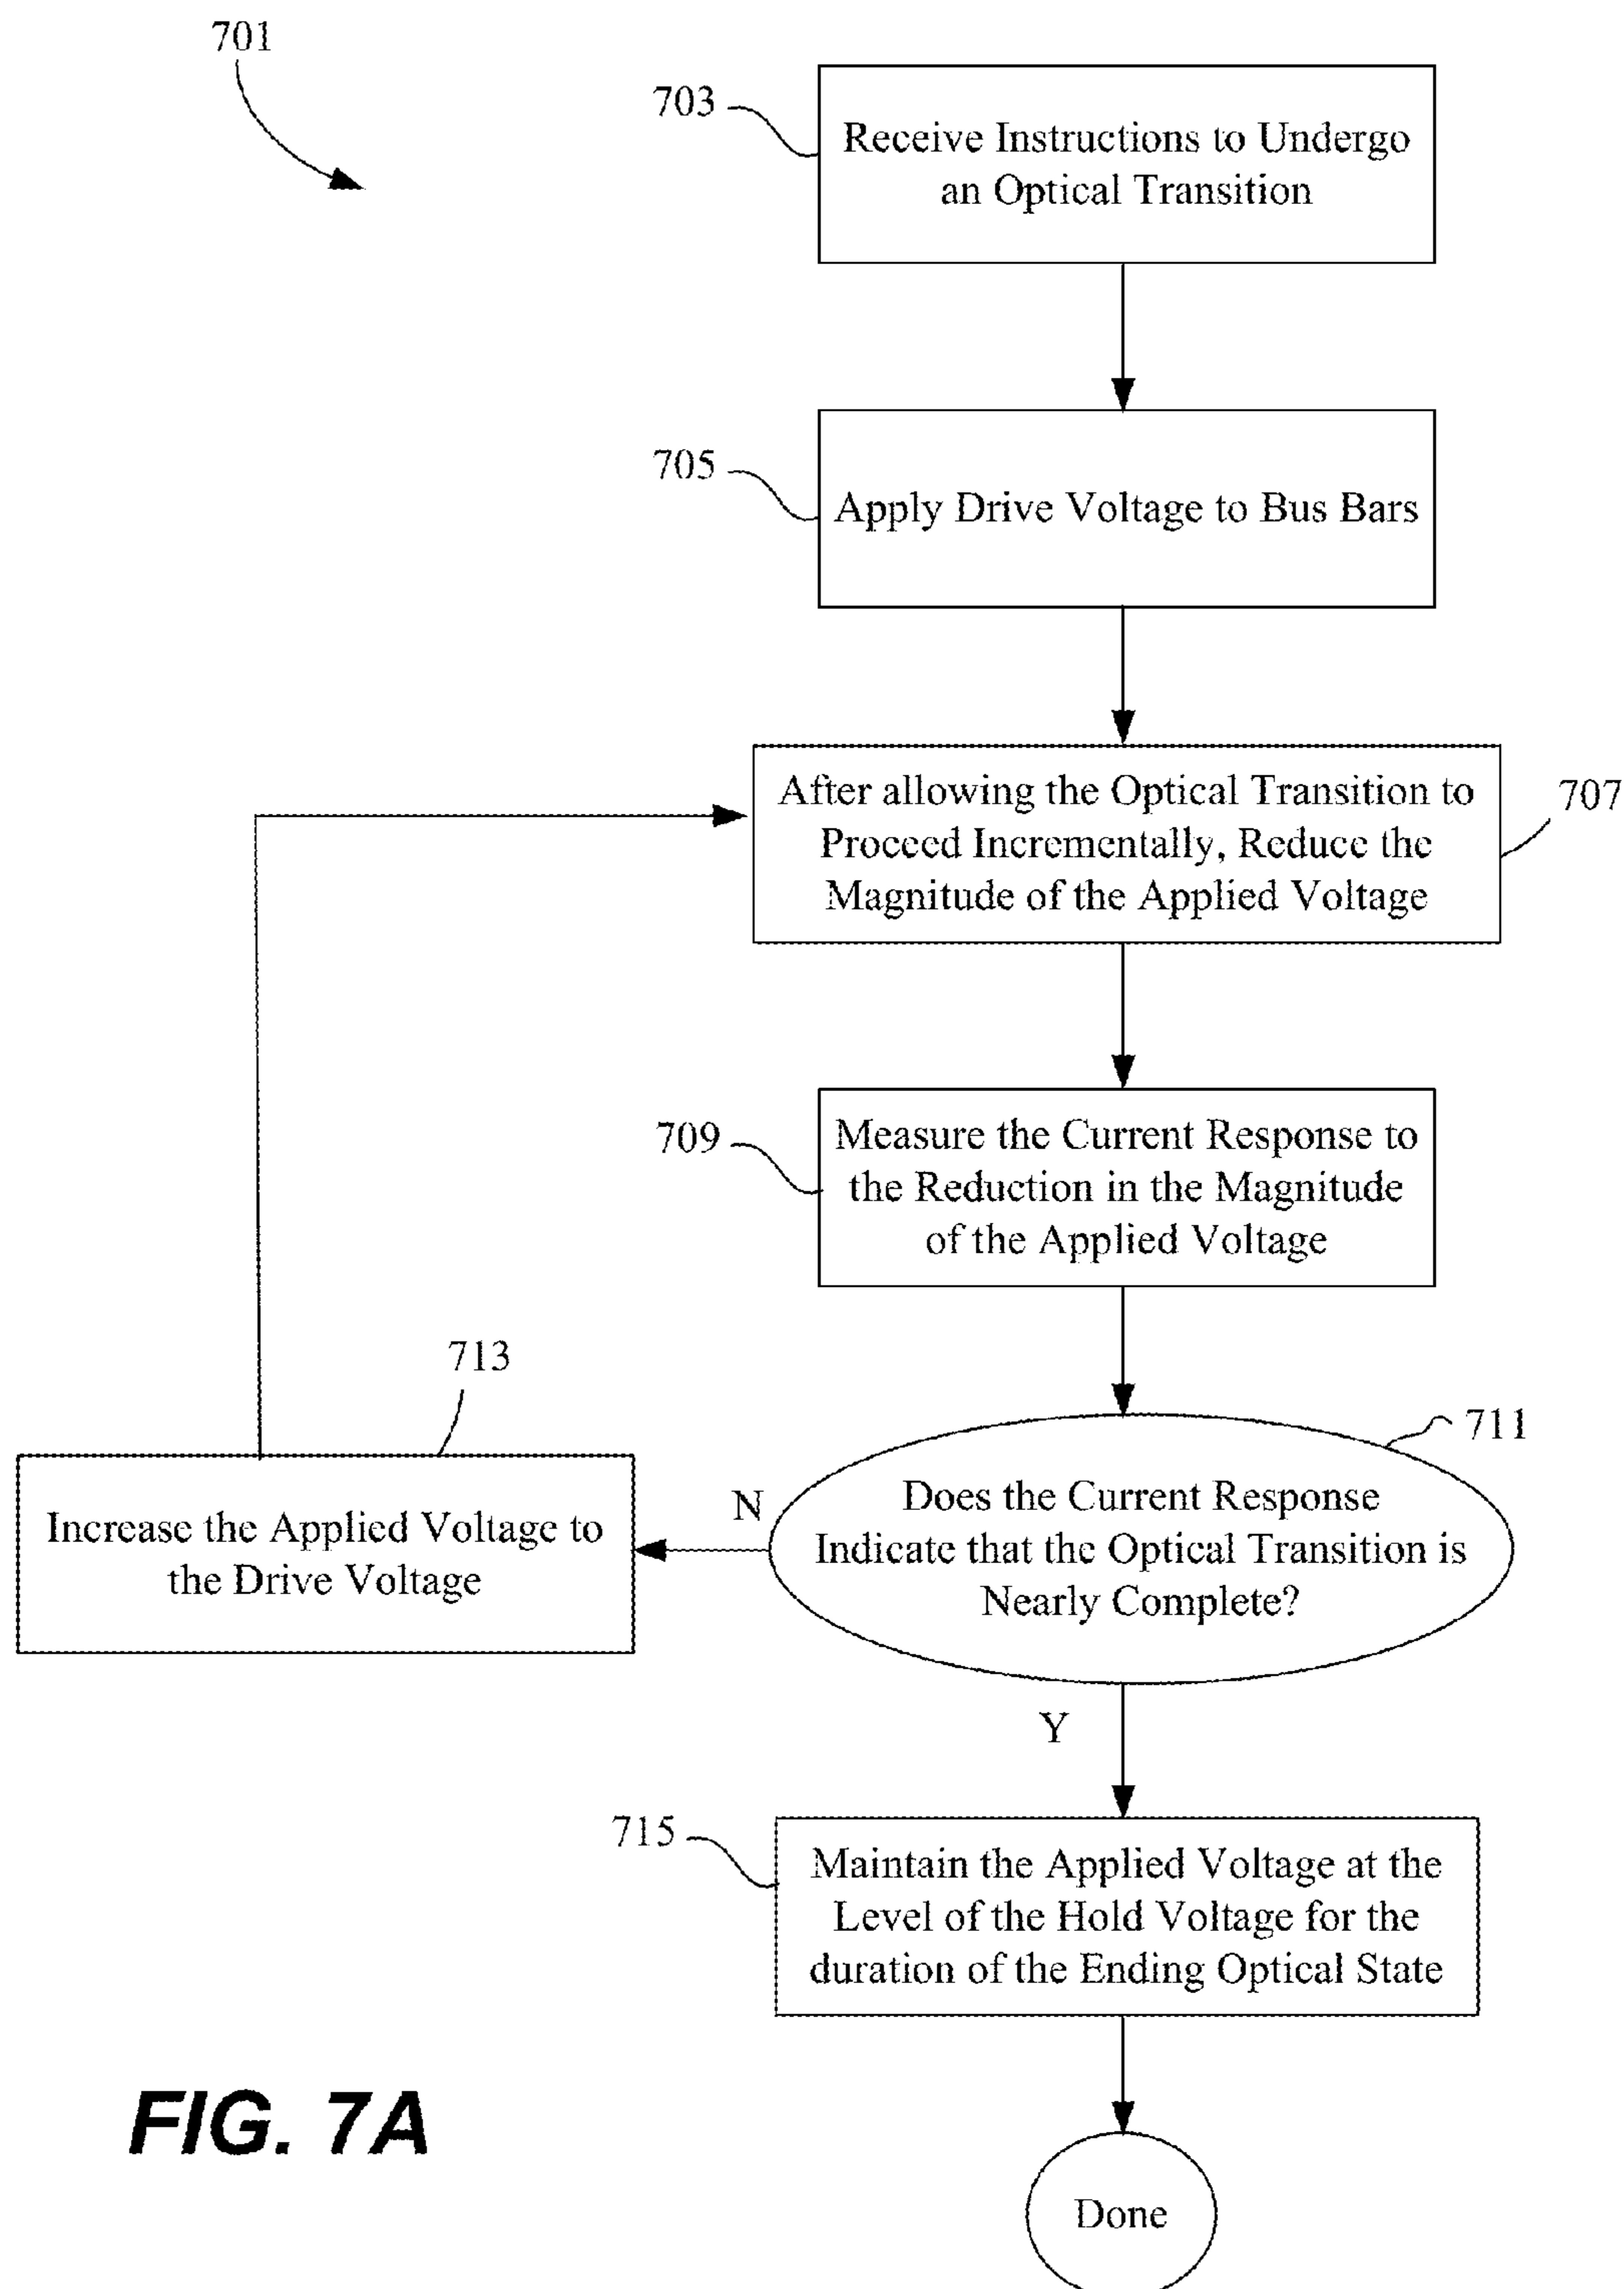 701
703
Receive Instructions to Undergo
an Optical Transition
705
Apply Drive Voltage to Bus Bars
707
After allowing the Optical Transition to
Proceed Incrementally, Reduce the
Magnitude of the Applied Voltage
709
Measure the Current Response to
the Reduction in the Magnitude
of the Applied Voltage
711
Does the Current Response
Indicate that the Optical Transition is
Nearly Complete?
N
713
Increase the Applied Voltage to
the Drive Voltage
Y
715
Maintain the Applied Voltage at the
Level of the Hold Voltage for the
duration of the Ending Optical State
Done
FIG. 7A